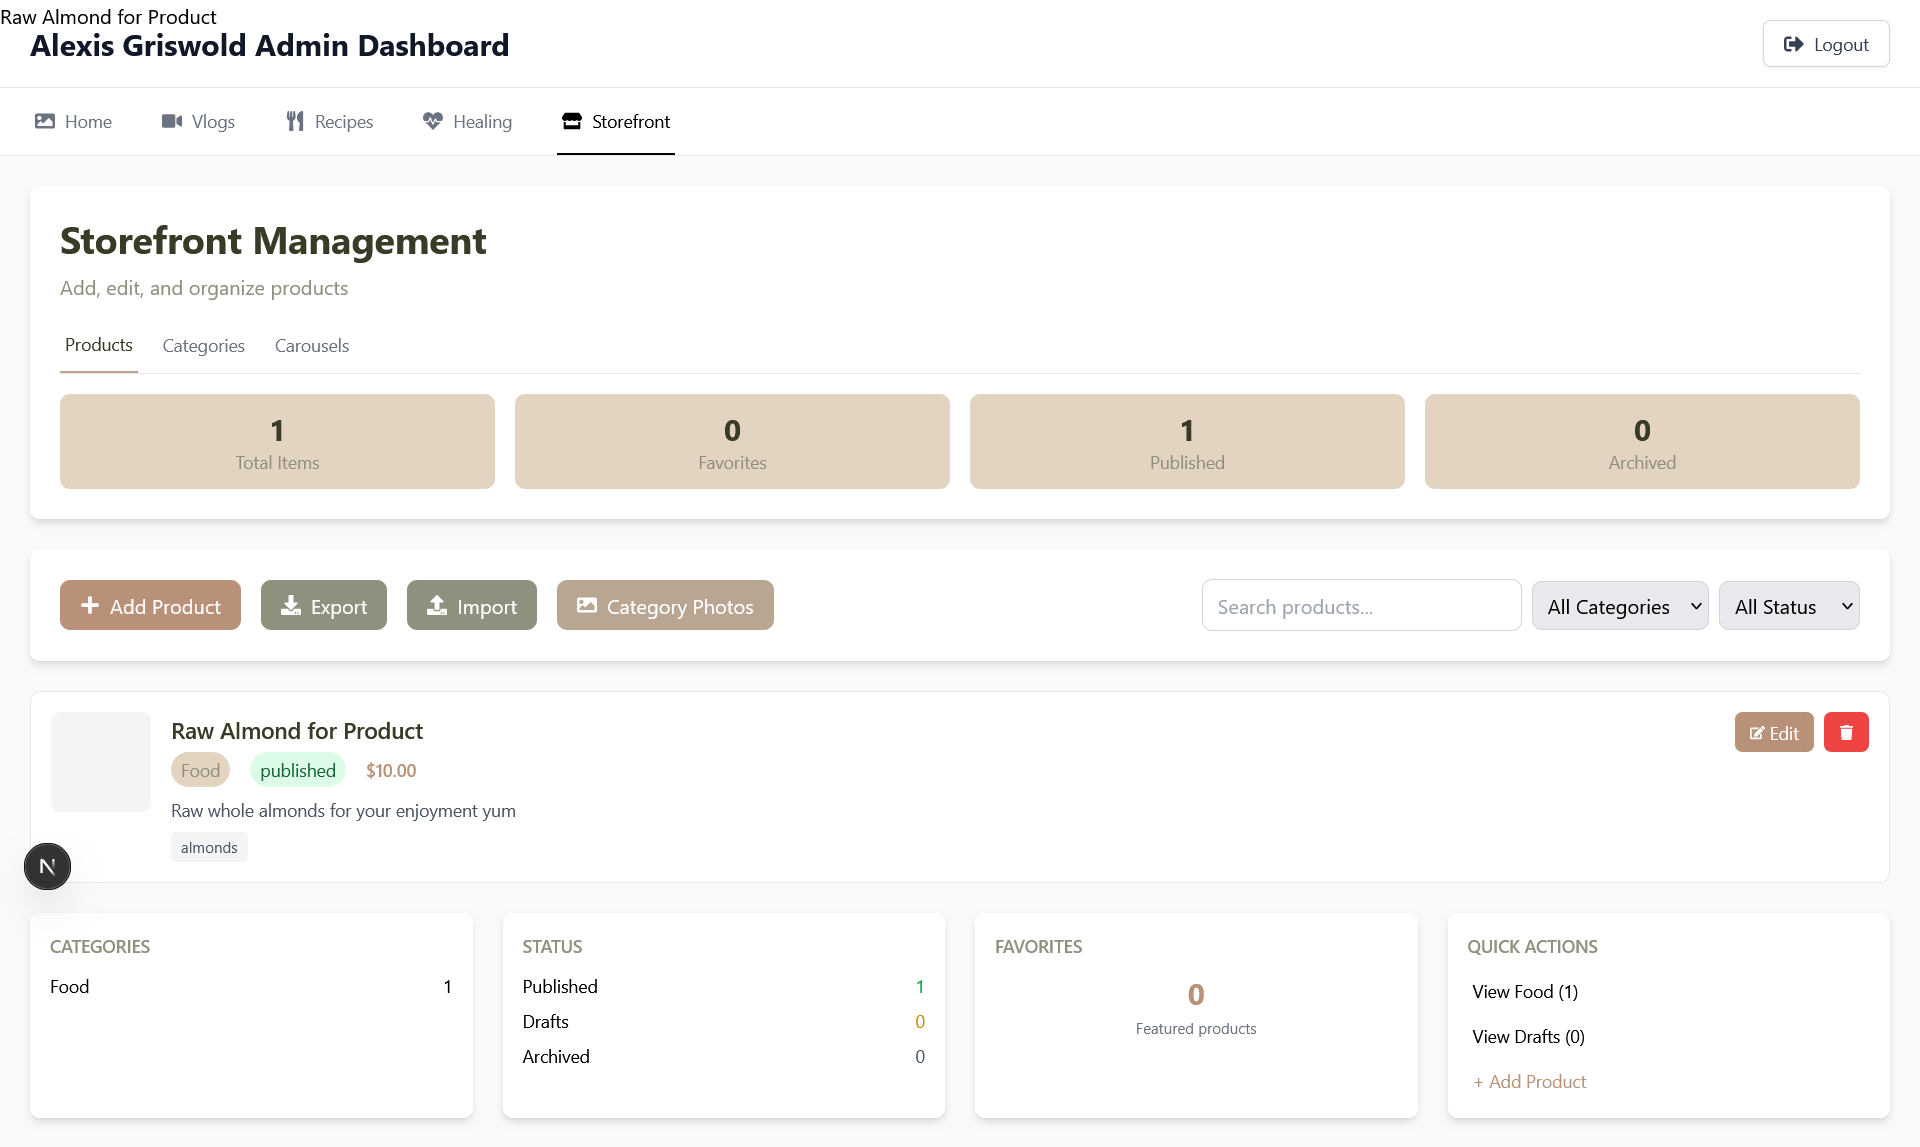 Raw Almond for Product
Alexis Griswold Admin Dashboard
Logout
Home
Vlogs
Recipes
Healing
Storefront
Storefront Management
Add, edit, and organize products
Products
Categories
Carousels
1
Total Items
0
Favorites
1
Published
0
Archived
Add Product
Export
Import
Category Photos
Search products...
All Categories
All Status
Raw Almond for Product
Edit
Food
published
$10.00
Raw whole almonds for your enjoyment yum
almonds
N
CATEGORIES
Food 1
STATUS
Published 1
Drafts 0
Archived 0
FAVORITES
0
Featured products
QUICK ACTIONS
View Food (1)
View Drafts (0)
+ Add Product